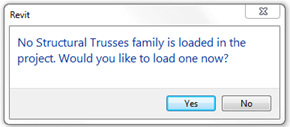 Revit
No Structural Trusses family is loaded in the
project. Would you like to load one now?
Yes No